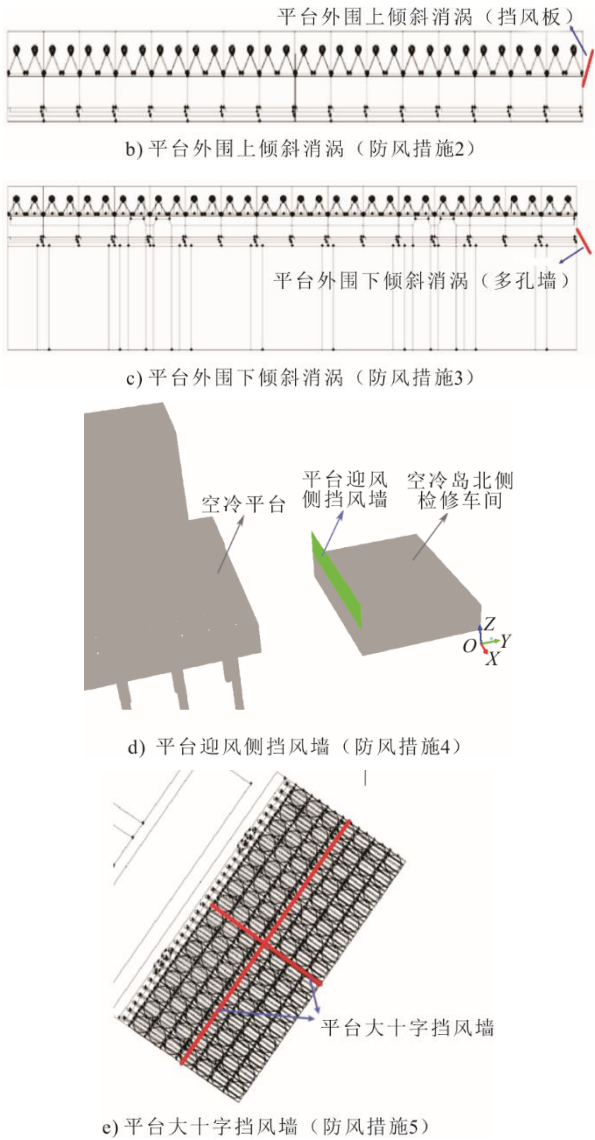 平台外围上倾斜消涡（挡风板）
b) 平台外围上倾斜消涡（防风措施2）
平台外围下倾斜消涡（多孔墙）
c) 平台外围下倾斜消涡（防风措施3）
空冷平台
平台迎风
侧挡风墙
空冷岛北侧
检修车间
Z
O
Y
X
d) 平台迎风侧挡风墙（防风措施4）
平台大十字挡风墙
e) 平台大十字挡风墙（防风措施5）